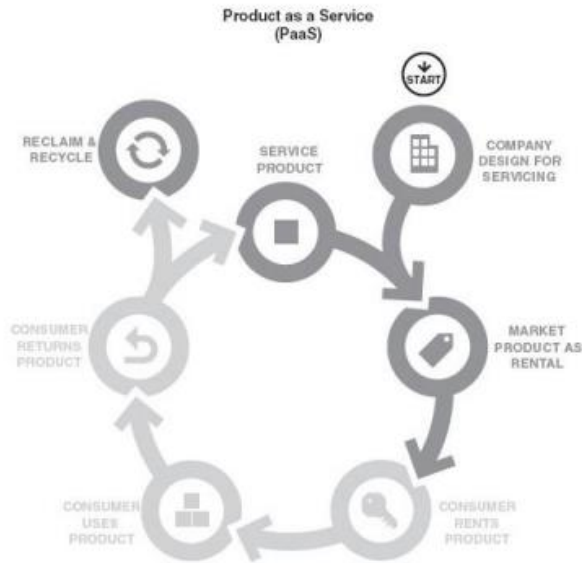 Product as a Service
(PaaS)
START
RECLAIM &
RECYCLE
SERVICE
PRODUCT
COMPANY
DESIGN FOR
SERVICING
CONSUMER
RETURNS
PRODUCT
MARKET
PRODUCT AS
RENTAL
CONSUMER
USES
PRODUCT
CONSUMER
RENTS
PRODUCT